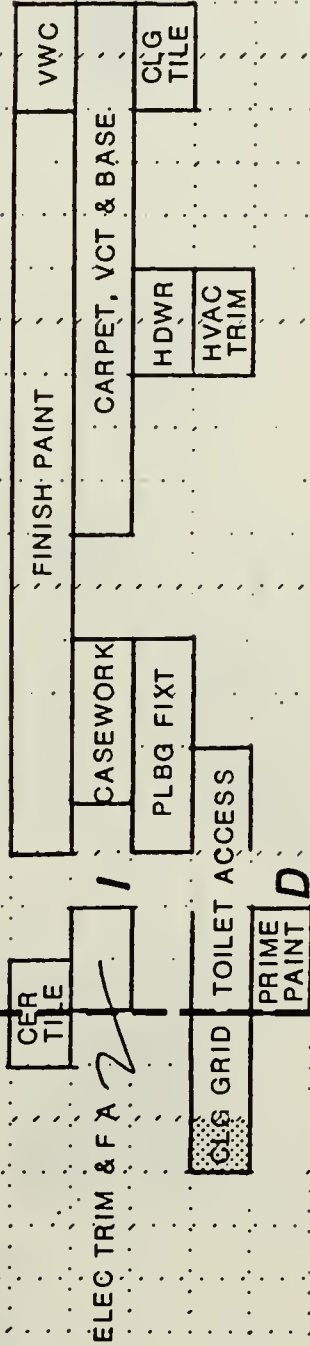 CER
TILE
FINISH PAINT
VWC
ELEC TRIM & F A
CASEWORK
CARPET, VCT & BASE
PLBG FIXT
HDWR
CLG
TILE
CLG GRID
TOILET ACCESS
HVAC
TRIM
PRIME
PAINT
D